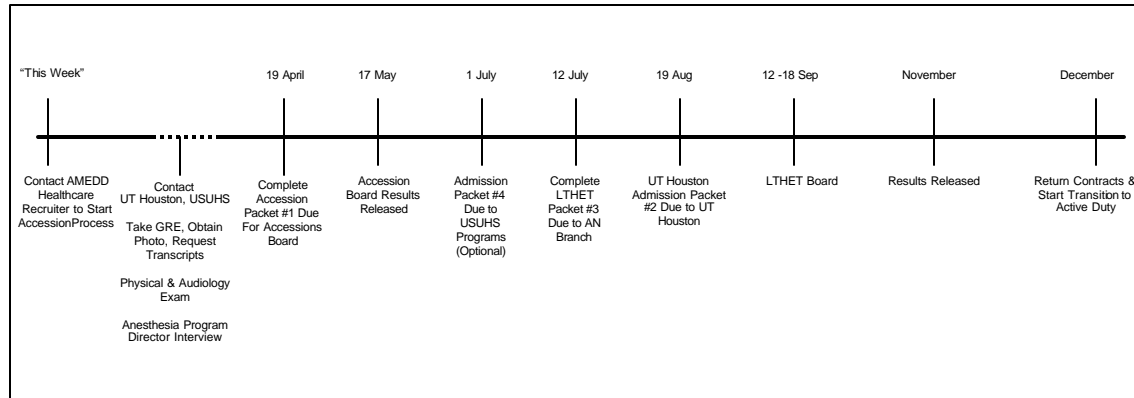 "This Week"
19 April
17 May
1 July
12 July
19 Aug
12 -18 Sep
November
December
Contact AMEDD
Healthcare
Recruiter to Start
AccessionProcess
Contact
UT Houston, USUHS
Take GRE, Obtain
Photo, Request
Transcripts
Physical & Audiology
Exam
Anesthesia Program
Director Interview
Complete
Accession
Packet #1 Due
For Accessions
Board
Accession
Board Results
Released
Admission
Packet #4
Due to
USUHS
Programs
(Optional)
Complete
LTHET
Packet #3
Due to AN
Branch
UT Houston
Admission Packet
#2 Due to UT
Houston
LTHET Board
Results Released
Return Contracts &
Start Transition to
Active Duty